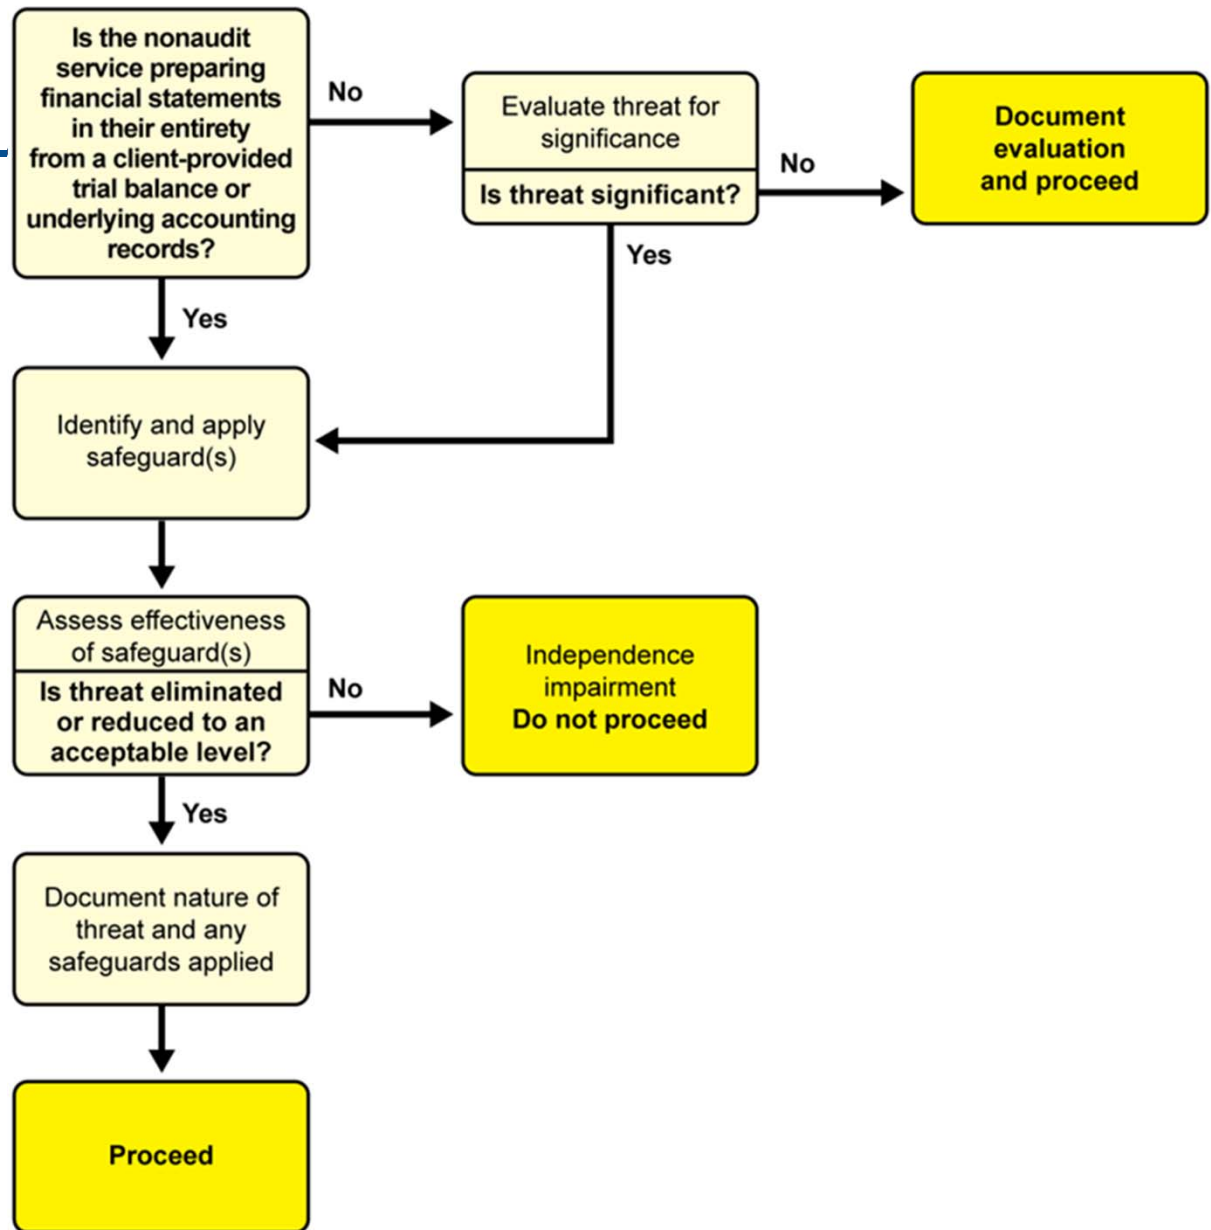 Is the nonaudit
service preparing
financial statements
in their entirety
from a client-provided
trial balance or
underlying accounting
records?
No
Evaluate threat for
significance
Is threat significant?
No
Document
evaluation
and proceed
Yes
Yes
Identify and apply
safeguard(s)
Assess effectiveness
of safeguard(s)
Is threat eliminated
or reduced to an
acceptable level?
No
Independence
impairment
Do not proceed
Yes
Document nature of
threat and any
safeguards applied
Proceed